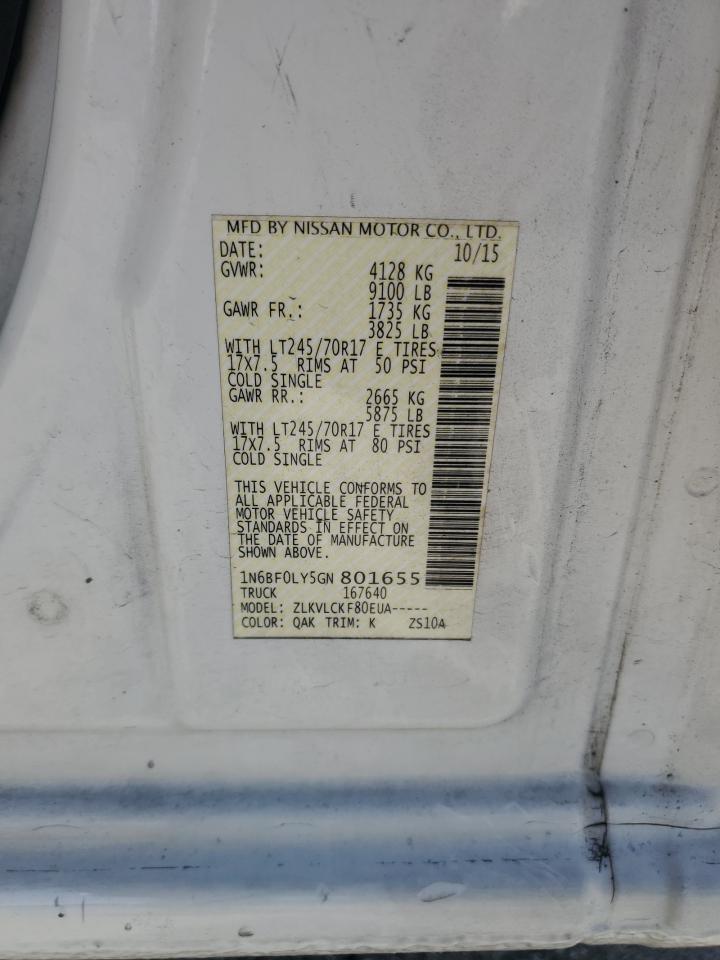 MFD BY NISSAN MOTOR CO., LTD.
DATE: 10/15
GVWR: 4128 KG
9100 LB
GAWR FR.: 1735 KG
3825 LB
WITH LT245/70R17 E TIRES
17X7.5 RIMS AT 50 PSI
COLD SINGLE
GAWR RR.: 2665 KG
5875 LB
WITH LT245/70R17 E TIRES
17X7.5 RIMS AT 80 PSI
COLD SINGLE
THIS VEHICLE CONFORMS TO
ALL APPLICABLE FEDERAL
MOTOR VEHICLE SAFETY
STANDARDS IN EFFECT ON
THE DATE OF MANUFACTURE
SHOWN ABOVE.
1N6BF0LY5GN 801655
TRUCK 167640
MODEL: ZLKVLCKF80EUA-----
COLOR: QAK TRIM: K ZS10A